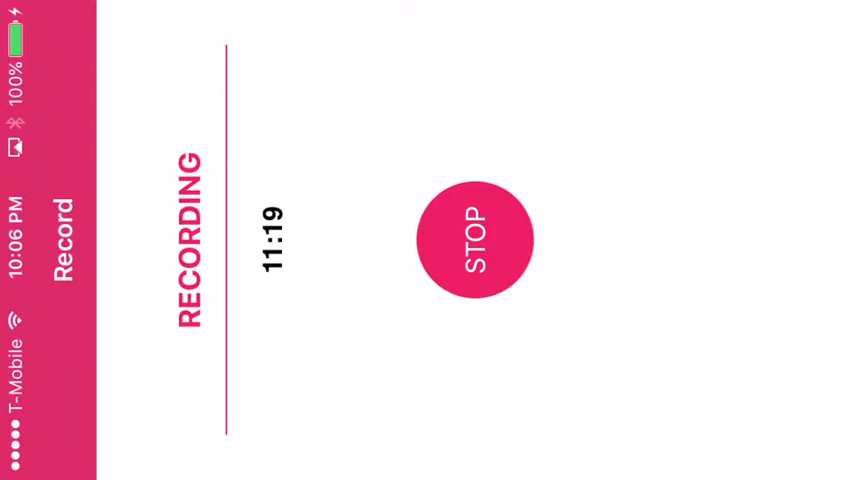 T-Mobile 10:06 PM 100%
Record
RECORDING
11:19
STOP